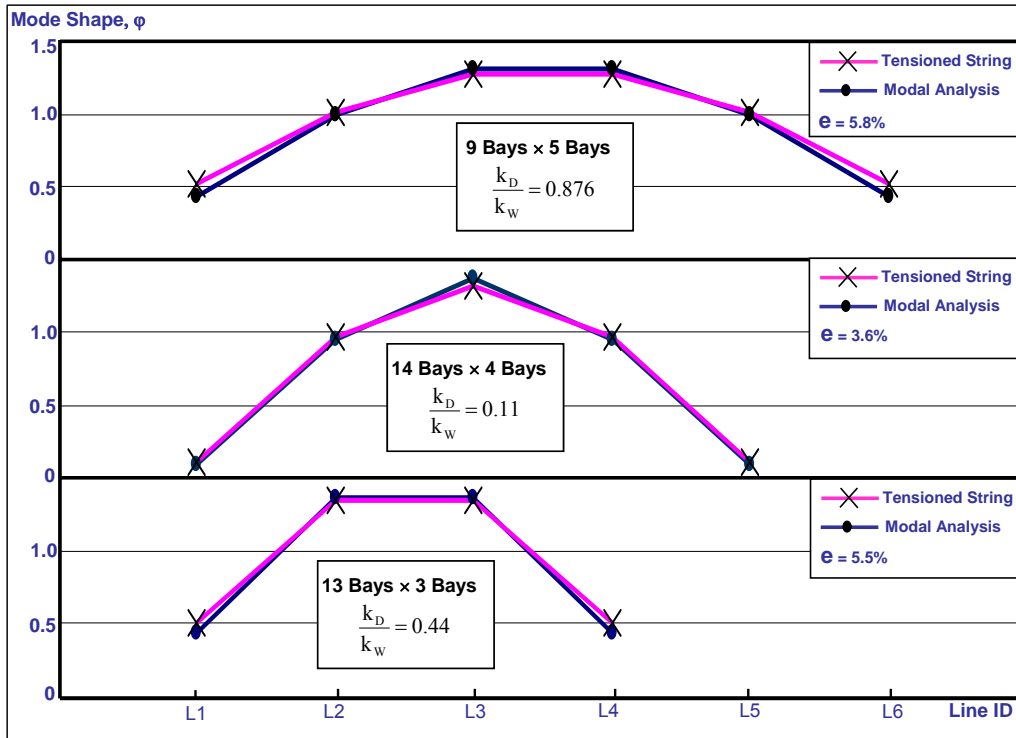 Mode Shape, φ
1.5
1.0
0.5
0
Tensioned String
Modal Analysis
e = 5.8%
9 Bays × 5 Bays
k_D / k_W = 0.876
1.0
0.5
0
Tensioned String
Modal Analysis
e = 3.6%
14 Bays × 4 Bays
k_D / k_W = 0.11
1.0
0.5
0
Tensioned String
Modal Analysis
e = 5.5%
13 Bays × 3 Bays
k_D / k_W = 0.44
L1 L2 L3 L4 L5 L6 Line ID